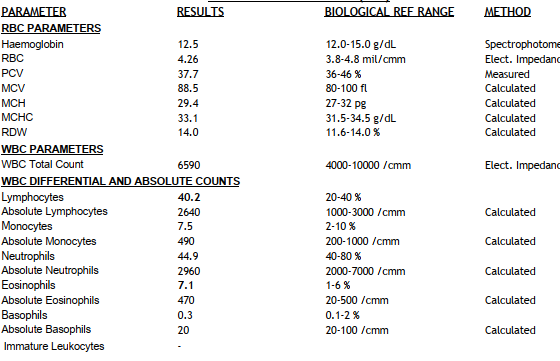 PARAMETER RESULTS BIOLOGICAL REF RANGE METHOD
RBC PARAMETERS
Haemoglobin 12.5 12.0-15.0 g/dL Spectrophotome
RBC 4.26 3.8-4.8 mil/cmm Elect. Impedanc
PCV 37.7 36-46 % Measured
MCV 88.5 80-100 fl Calculated
MCH 29.4 27-32 pg Calculated
MCHC 33.1 31.5-34.5 g/dL Calculated
RDW 14.0 11.6-14.0 % Calculated
WBC PARAMETERS
WBC Total Count 6590 4000-10000 /cmm Elect. Impedanc
WBC DIFFERENTIAL AND ABSOLUTE COUNTS
Lymphocytes 40.2 20-40 %
Absolute Lymphocytes 2640 1000-3000 /cmm Calculated
Monocytes 7.5 2-10 %
Absolute Monocytes 490 200-1000 /cmm Calculated
Neutrophils 44.9 40-80 %
Absolute Neutrophils 2960 2000-7000 /cmm Calculated
Eosinophils 7.1 1-6 %
Absolute Eosinophils 470 20-500 /cmm Calculated
Basophils 0.3 0.1-2 %
Absolute Basophils 20 20-100 /cmm Calculated
Immature Leukocytes -